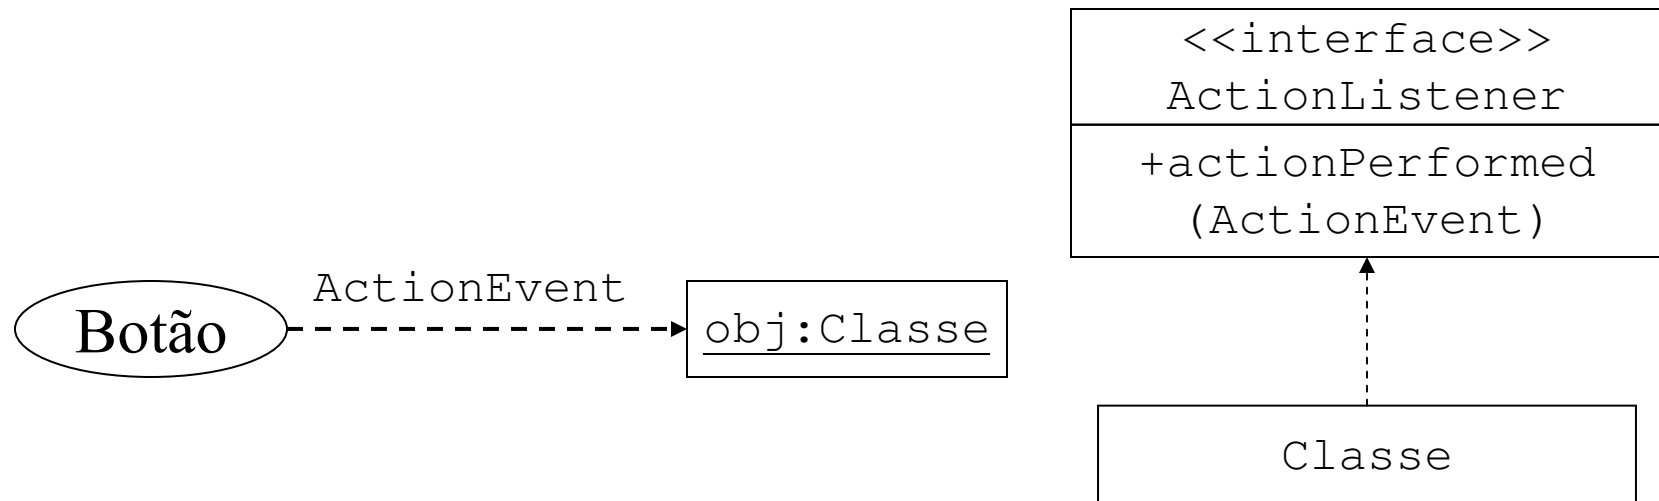 <<interface>>
ActionListener
+actionPerformed
(ActionEvent)
ActionEvent
Botão
obj:Classe
Classe